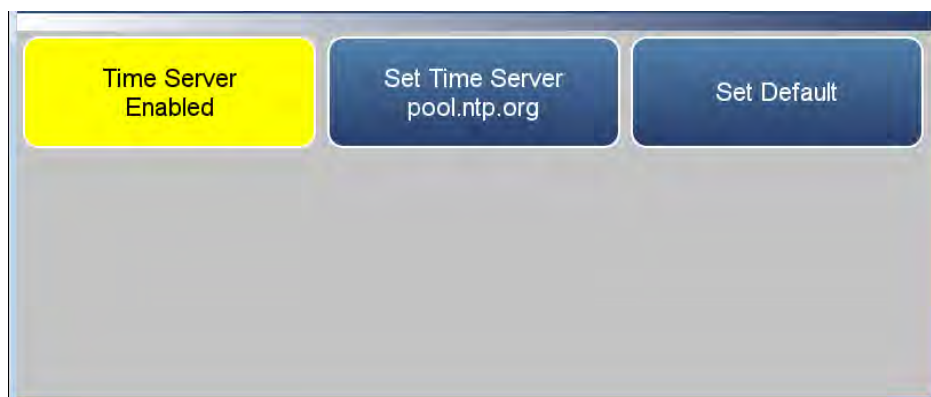 Time Server
Enabled
Set Time Server
pool.ntp.org
Set Default